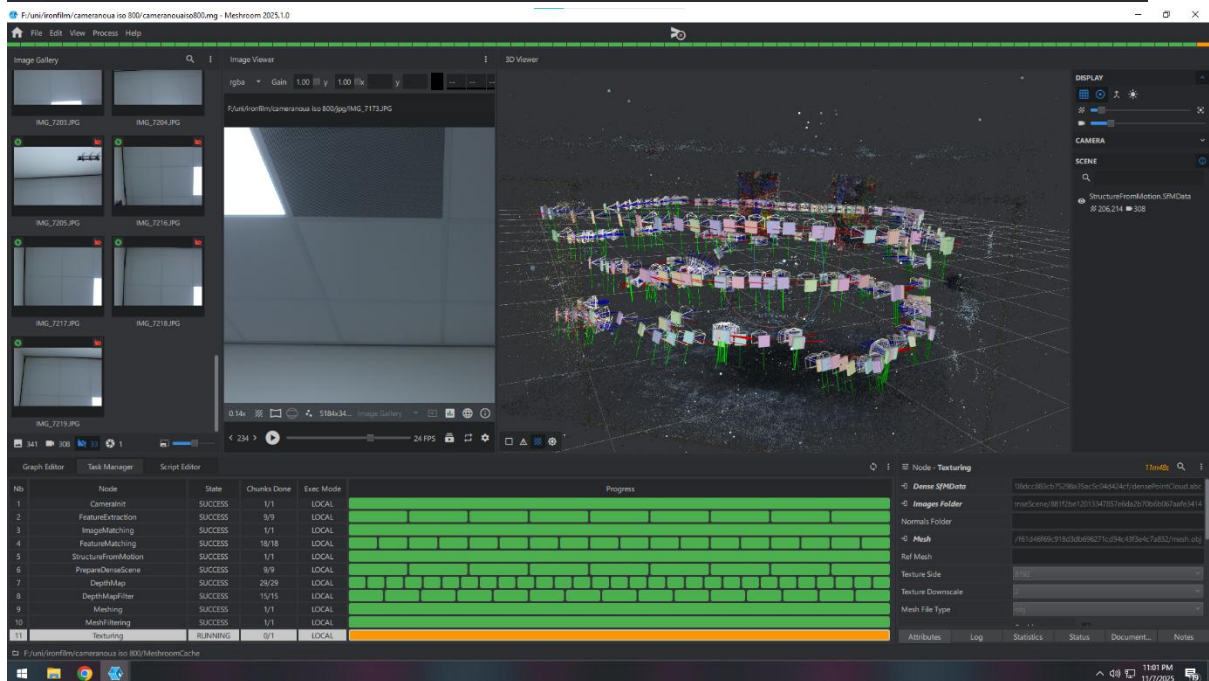 F:/uni/ironfilm/cameranoua iso 800/cameranouaiso800.mg - Meshroom 2025.1.0
File Edit View Process Help
Image Gallery
IMG_7203.JPG IMG_7204.JPG
IMG_7205.JPG IMG_7216.JPG
IMG_7217.JPG IMG_7218.JPG
IMG_7219.JPG
341 308 33 1
Image Viewer
rgba Gain 1.00 γ 1.00 x y -- -- --
F:/uni/ironfilm/cameranoua iso 800/jpg/IMG_7173.JPG
0.14x 5184x34... Image Gallery
< 234 > 24 FPS
3D Viewer
DISPLAY
CAMERA
SCENE
StructureFromMotion.SfMData
206,214 308
Graph Editor Task Manager Script Editor
Nb Node State Chunks Done Exec Mode Progress
1 CameraInit SUCCESS 1/1 LOCAL
2 FeatureExtraction SUCCESS 9/9 LOCAL
3 ImageMatching SUCCESS 1/1 LOCAL
4 FeatureMatching SUCCESS 18/18 LOCAL
5 StructureFromMotion SUCCESS 1/1 LOCAL
6 PrepareDenseScene SUCCESS 9/9 LOCAL
7 DepthMap SUCCESS 29/29 LOCAL
8 DepthMapFilter SUCCESS 15/15 LOCAL
9 Meshing SUCCESS 1/1 LOCAL
10 MeshFiltering SUCCESS 1/1 LOCAL
11 Texturing RUNNING 0/1 LOCAL
Node - Texturing 11m48s
Dense SfMData
Images Folder
Normals Folder
Mesh
Ref Mesh
Texture Side 8192
Texture Downscale 2
Mesh File Type obj
Attributes Log Statistics Status Document... Notes
F:/uni/ironfilm/cameranoua iso 800/MeshroomCache
11:01 PM
11/7/2025